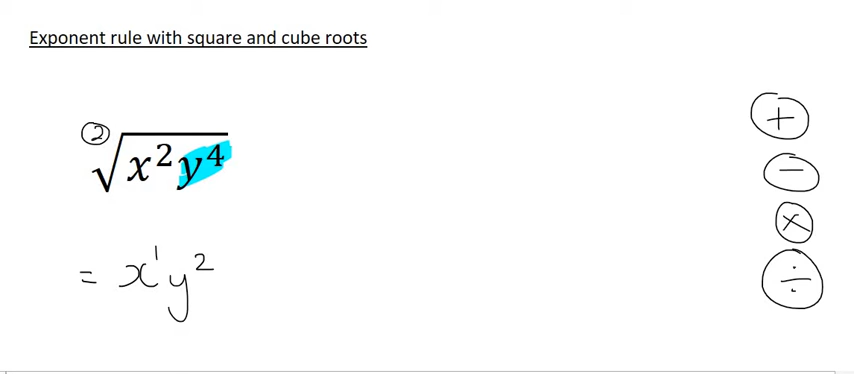 Exponent rule with square and cube roots
②√x²y⁴
= x¹y²
+
−
×
÷